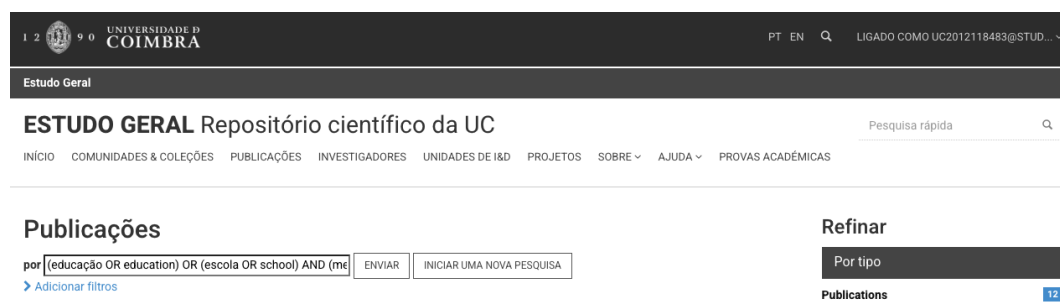 1 2 9 0 UNIVERSIDADE D COIMBRA PT EN LIGADO COMO UC2012118483@STUD...
Estudo Geral
ESTUDO GERAL Repositório científico da UC
Pesquisa rápida
INÍCIO COMUNIDADES & COLEÇÕES PUBLICAÇÕES INVESTIGADORES UNIDADES DE I&D PROJETOS SOBRE AJUDA PROVAS ACADÉMICAS
Publicações
Refinar
por (educação OR education) OR (escola OR school) AND (me ENVIAR INICIAR UMA NOVA PESQUISA
Por tipo
Adicionar filtros
Publications 12